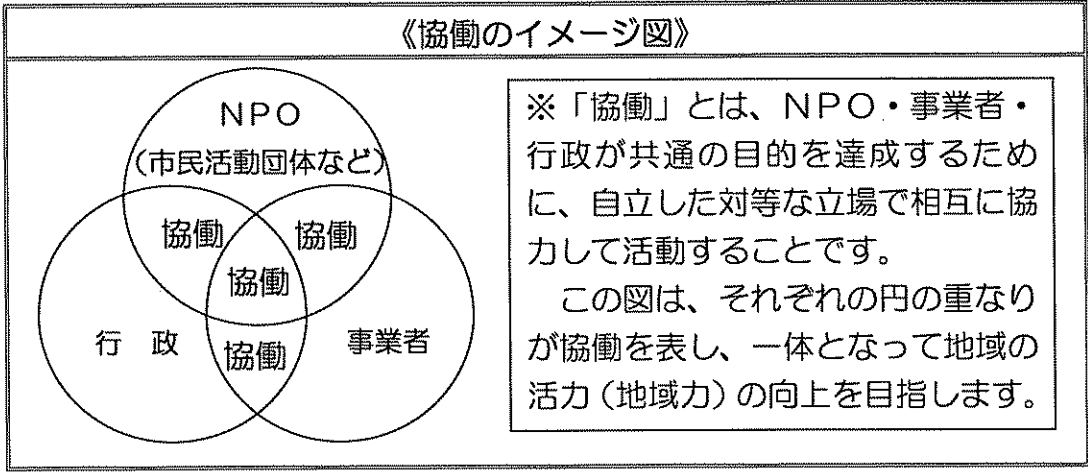 《協働のイメージ図》
NPO
(市民活動団体など)
協働
協働
協働
行 政
協働
事業者
※「協働」とは、NPO・事業者・
行政が共通の目的を達成するため
に、自立した対等な立場で相互に協
力して活動することです。
この図は、それぞれの円の重なり
が協働を表し、一体となって地域の
活力(地域力)の向上を目指します。